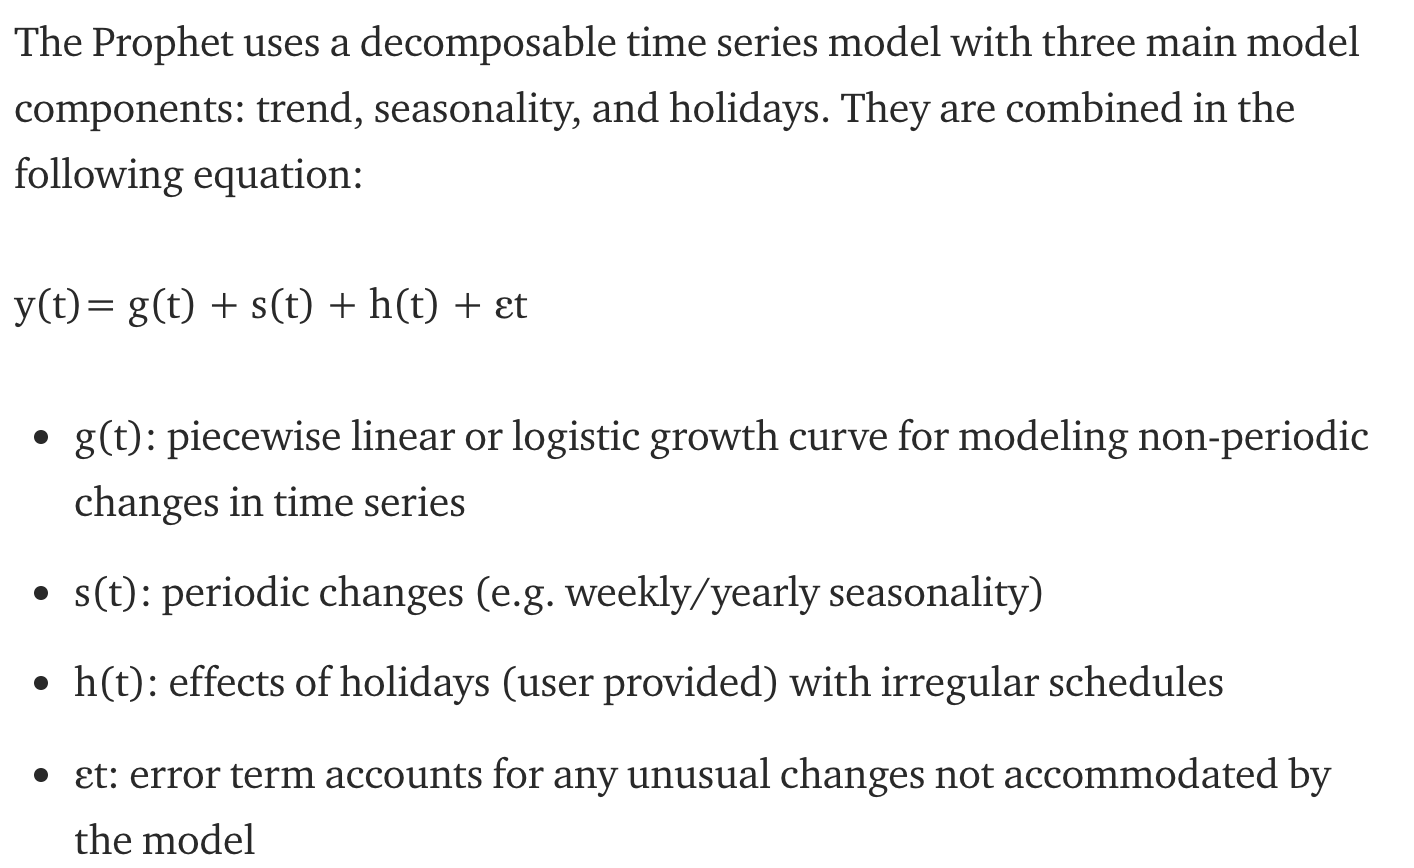 The Prophet uses a decomposable time series model with three main model
components: trend, seasonality, and holidays. They are combined in the
following equation:
y(t)= g(t) + s(t) + h(t) + εt
• g(t): piecewise linear or logistic growth curve for modeling non-periodic
changes in time series
• s(t): periodic changes (e.g. weekly/yearly seasonality)
• h(t): effects of holidays (user provided) with irregular schedules
• εt: error term accounts for any unusual changes not accommodated by
the model